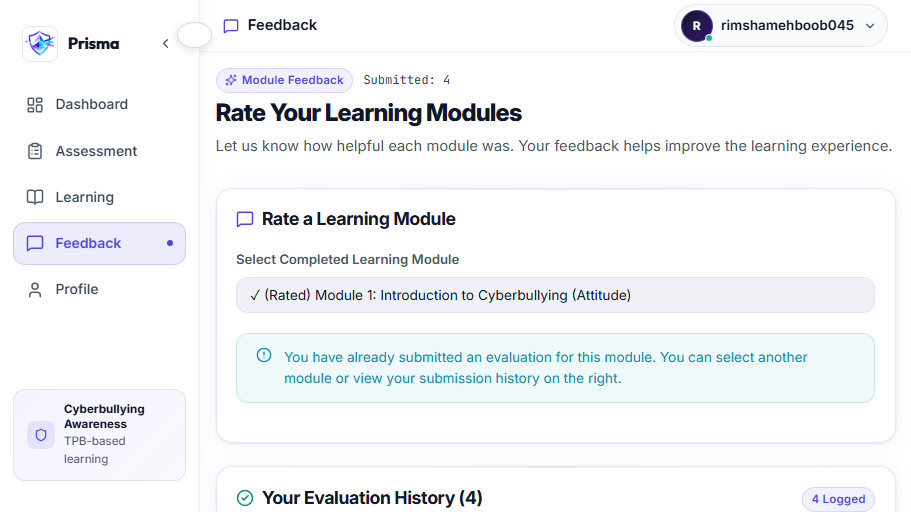 Prisma
Dashboard
Assessment
Learning
Feedback
Profile
Cyberbullying
Awareness
TPB-based
learning
Feedback
R
rimshamehboob045
Module Feedback
Submitted: 4
Rate Your Learning Modules
Let us know how helpful each module was. Your feedback helps improve the learning experience.
Rate a Learning Module
Select Completed Learning Module
✓ (Rated) Module 1: Introduction to Cyberbullying (Attitude)
You have already submitted an evaluation for this module. You can select another
module or view your submission history on the right.
Your Evaluation History (4)
4 Logged